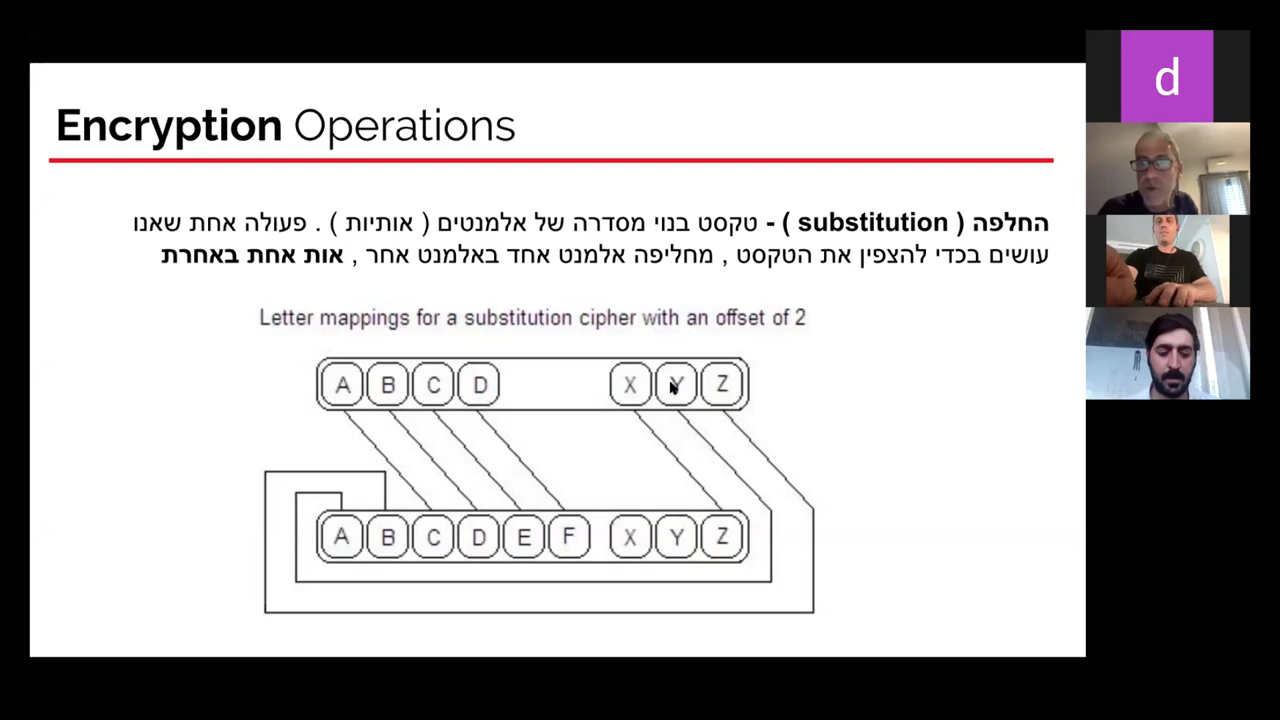 Encryption Operations
החלפה ( substitution ) - טקסט בנוי מסדרה של אלמנטים ( אותיות ) . פעולה אחת שאנו
עושים בכדי להצפין את הטקסט , מחליפה אלמנט אחד באלמנט אחר , אות אחת באחרת
Letter mappings for a substitution cipher with an offset of 2
A B C D X Y Z
A B C D E F X Y Z
d